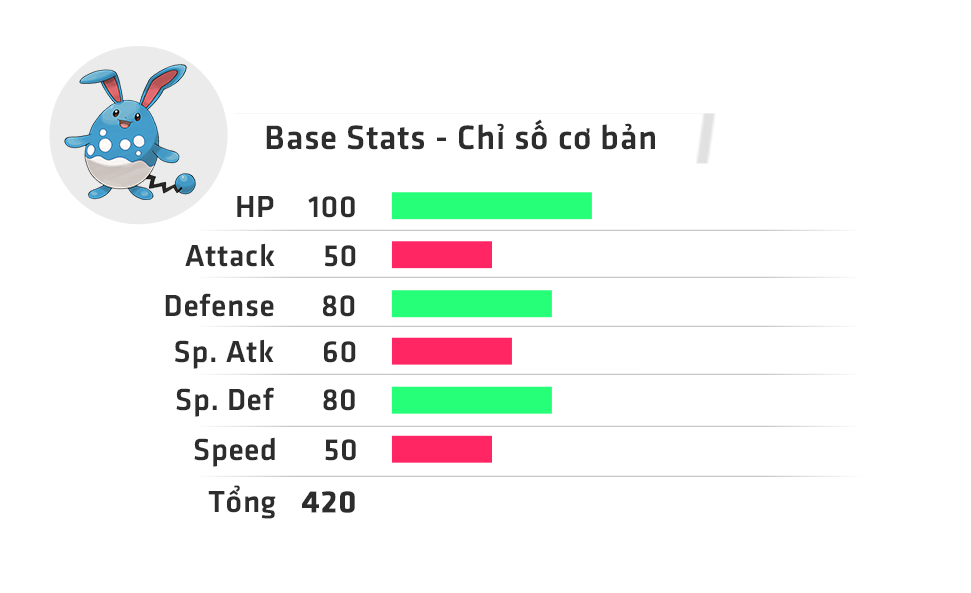 Base Stats - Chỉ số cơ bản
HP 100
Attack 50
Defense 80
Sp. Atk 60
Sp. Def 80
Speed 50
Tổng 420